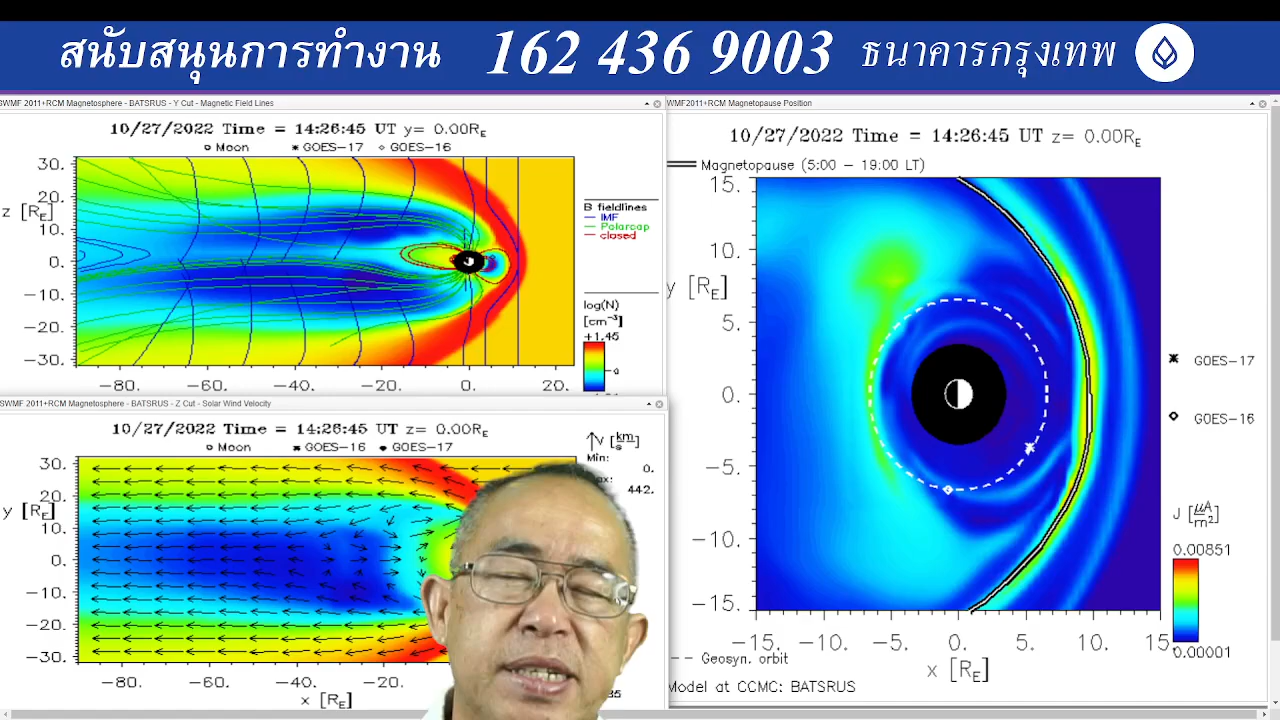 สนับสนุนการทำงาน 162 436 9003 ธนาคารกรุงเทพ
SWMF 2011+RCM Magnetosphere - BATSRUS - Y Cut - Magnetic Field Lines
10/27/2022 Time = 14:26:45 UT y= 0.00RE
Moon GOES-17 GOES-16
30.
20.
10.
0.
-10.
-20.
-30.
z [RE]
-80. -60. -40. -20. 0. 20.
B fieldlines
IMF
Polarcap
closed
log(N)
[cm-3]
+1.45
SWMF 2011+RCM Magnetosphere - BATSRUS - Z Cut - Solar Wind Velocity
10/27/2022 Time = 14:26:45 UT z= 0.00RE
Moon GOES-16 GOES-17
30.
20.
10.
0.
-10.
-20.
-30.
y [RE]
-80. -60. -40. -20.
x [RE]
V [km/s]
Min:
0.
442.
WMF2011+RCM Magnetopause Position
10/27/2022 Time = 14:26:45 UT z= 0.00RE
Magnetopause (5:00 - 19:00 LT)
15.
10.
5.
0.
-5.
-10.
-15.
y [RE]
-15. -10. -5. 0. 5. 10. 15
x [RE]
GOES-17
GOES-16
J [μA/m2]
0.00851
0.00001
Geosyn. orbit
Model at CCMC: BATSRUS